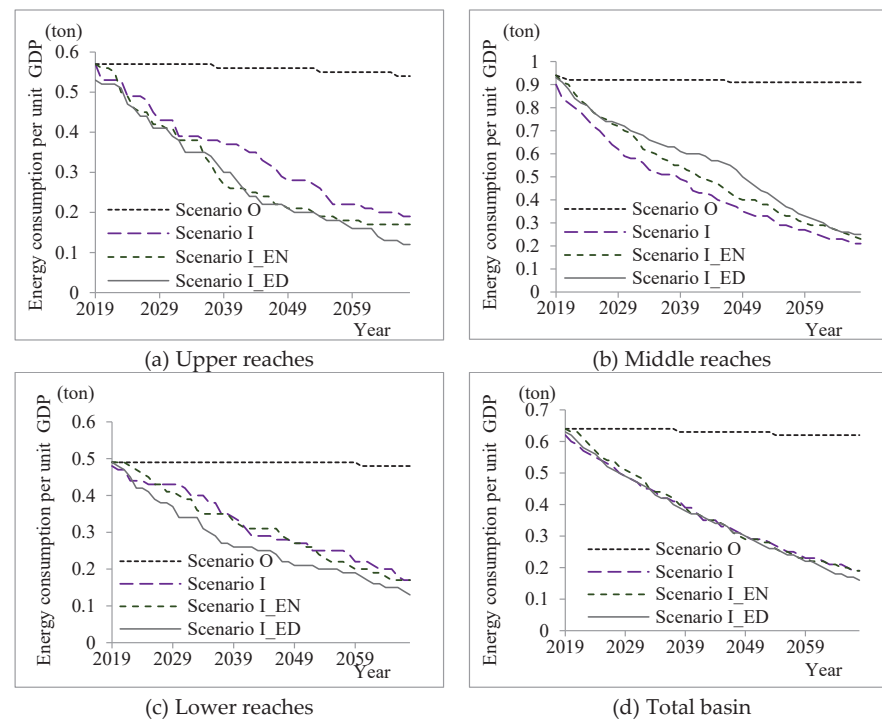 (ton)
Energy consumption per unit GDP
0.6
0.5
0.4
0.3
0.2
0.1
0
Scenario O
Scenario I
Scenario I_EN
Scenario I_ED
2019 2029 2039 2049 2059
Year
(a) Upper reaches
(ton)
Energy consumption per unit GDP
1
0.9
0.8
0.7
0.6
0.5
0.4
0.3
0.2
0.1
0
Scenario O
Scenario I
Scenario I_EN
Scenario I_ED
2019 2029 2039 2049 2059
Year
(b) Middle reaches
(ton)
Energy consumption per unit GDP
0.6
0.5
0.4
0.3
0.2
0.1
0
Scenario O
Scenario I
Scenario I_EN
Scenario I_ED
2019 2029 2039 2049 2059
Year
(c) Lower reaches
(ton)
Energy consumption per unit GDP
0.7
0.6
0.5
0.4
0.3
0.2
0.1
0
Scenario O
Scenario I
Scenario I_EN
Scenario I_ED
2019 2029 2039 2049 2059
Year
(d) Total basin